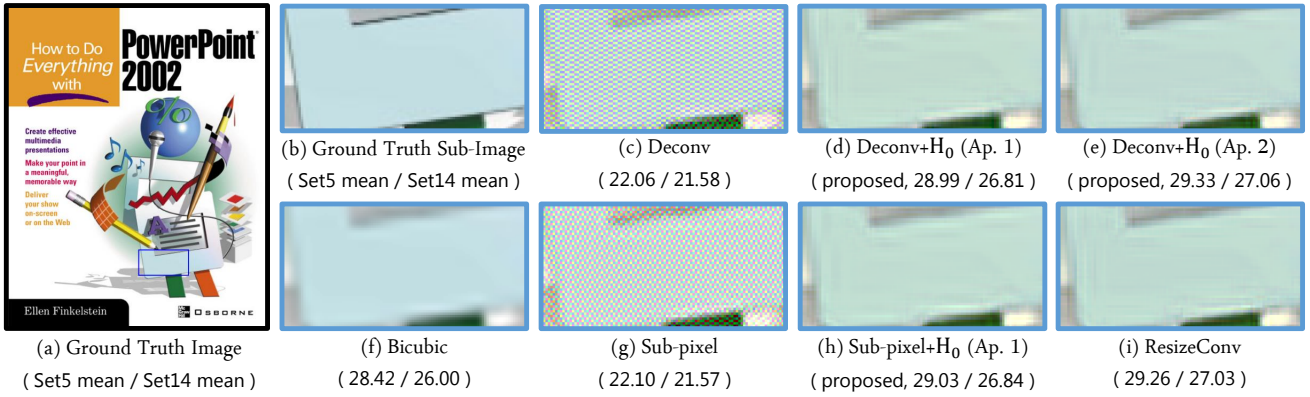 How to Do
Everything
with
PowerPoint®
2002
%
Create effective
multimedia
presentations
Make your point in
a meaningful,
memorable way
Deliver
your show
on-screen
or on the Web
A
Ellen Finkelstein
OSBORNE
(a) Ground Truth Image
( Set5 mean / Set14 mean )
(b) Ground Truth Sub-Image
( Set5 mean / Set14 mean )
(c) Deconv
( 22.06 / 21.58 )
(d) Deconv+H₀ (Ap. 1)
( proposed, 28.99 / 26.81 )
(e) Deconv+H₀ (Ap. 2)
( proposed, 29.33 / 27.06 )
(f) Bicubic
( 28.42 / 26.00 )
(g) Sub-pixel
( 22.10 / 21.57 )
(h) Sub-pixel+H₀ (Ap. 1)
( proposed, 29.03 / 26.84 )
(i) ResizeConv
( 29.26 / 27.03 )